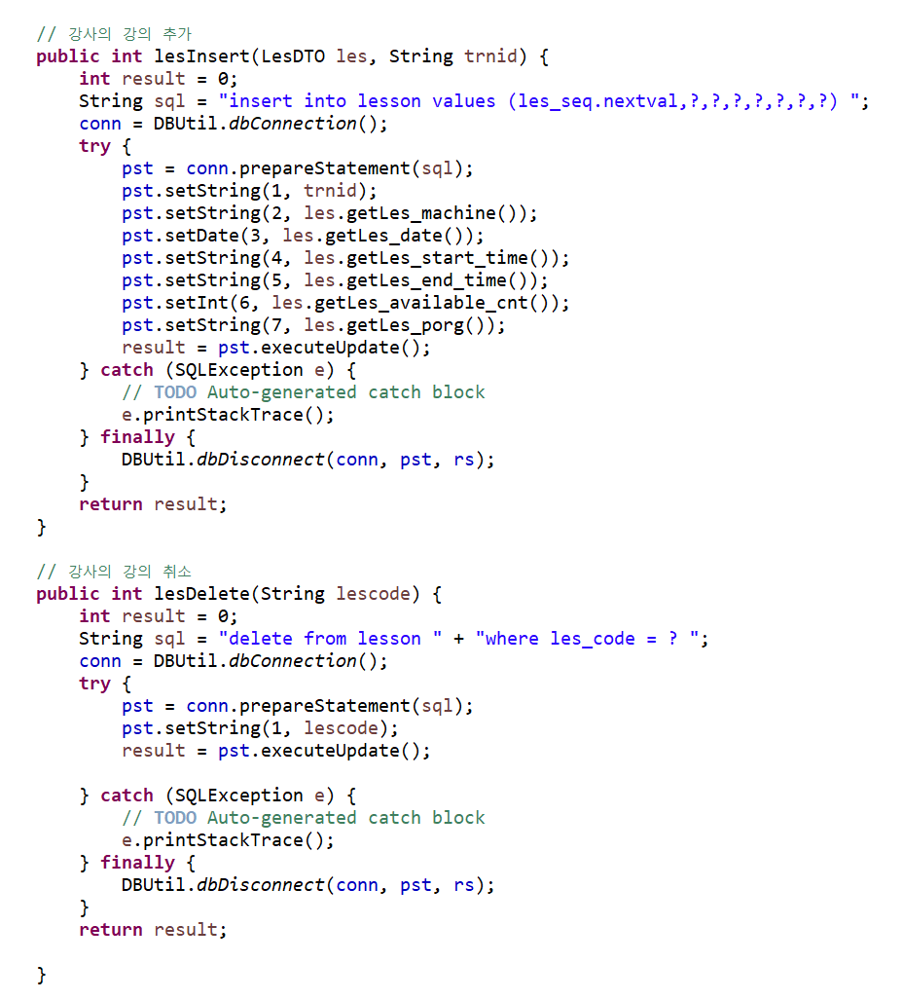 // 강사의 강의 추가
public int lesInsert(LesDTO les, String trnid) {
    int result = 0;
    String sql = "insert into lesson values (les_seq.nextval,?,?,?,?,?,?,?) ";
    conn = DBUtil.dbConnection();
    try {
        pst = conn.prepareStatement(sql);
        pst.setString(1, trnid);
        pst.setString(2, les.getLes_machine());
        pst.setDate(3, les.getLes_date());
        pst.setString(4, les.getLes_start_time());
        pst.setString(5, les.getLes_end_time());
        pst.setInt(6, les.getLes_available_cnt());
        pst.setString(7, les.getLes_porg());
        result = pst.executeUpdate();
    } catch (SQLException e) {
        // TODO Auto-generated catch block
        e.printStackTrace();
    } finally {
        DBUtil.dbDisconnect(conn, pst, rs);
    }
    return result;
}
// 강사의 강의 취소
public int lesDelete(String lescode) {
    int result = 0;
    String sql = "delete from lesson " + "where les_code = ? ";
    conn = DBUtil.dbConnection();
    try {
        pst = conn.prepareStatement(sql);
        pst.setString(1, lescode);
        result = pst.executeUpdate();
    } catch (SQLException e) {
        // TODO Auto-generated catch block
        e.printStackTrace();
    } finally {
        DBUtil.dbDisconnect(conn, pst, rs);
    }
    return result;
}